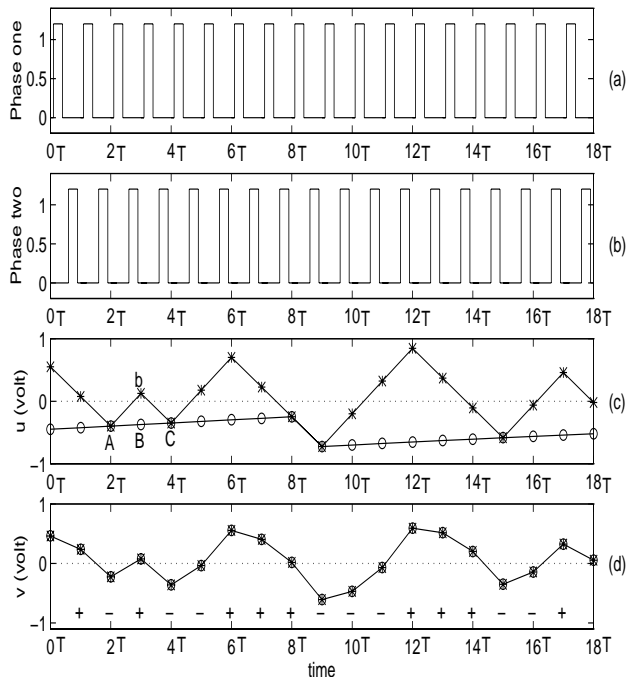 Phase one
1
0.5
0
0T 2T 4T 6T 8T 10T 12T 14T 16T 18T
(a)
Phase two
1
0.5
0
0T 2T 4T 6T 8T 10T 12T 14T 16T 18T
(b)
u (volt)
1
0
−1
b
A B C
0T 2T 4T 6T 8T 10T 12T 14T 16T 18T
(c)
v (volt)
1
0
−1
+ − + − − + + + − − − + + + − − +
0T 2T 4T 6T 8T 10T 12T 14T 16T 18T
(d)
time